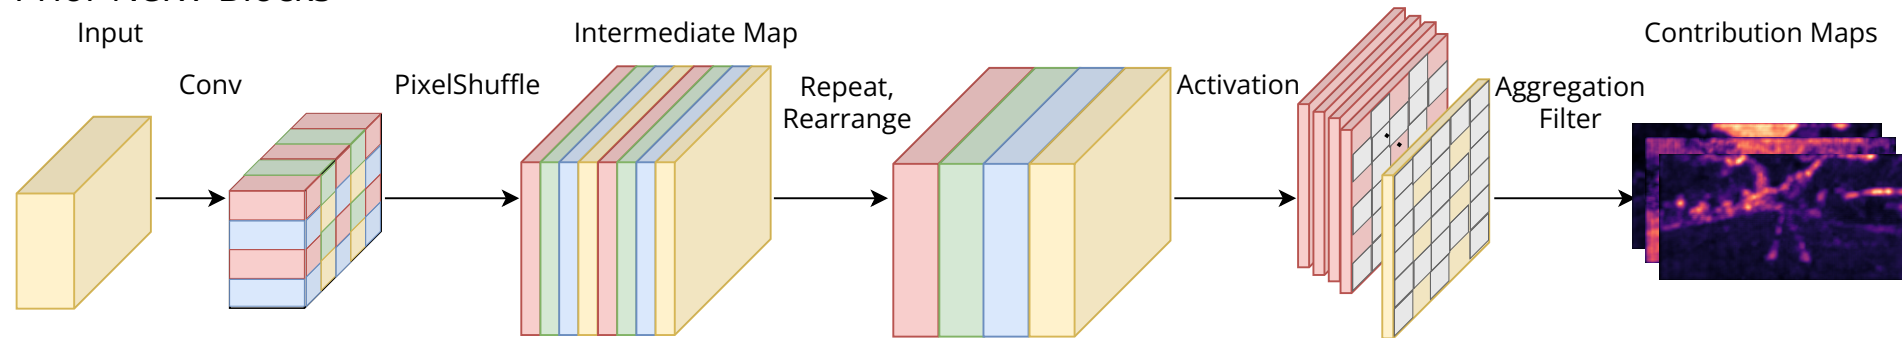 Input
Conv
PixelShuffle
Intermediate Map
Repeat,
Rearrange
Activation
Aggregation
Filter
Contribution Maps